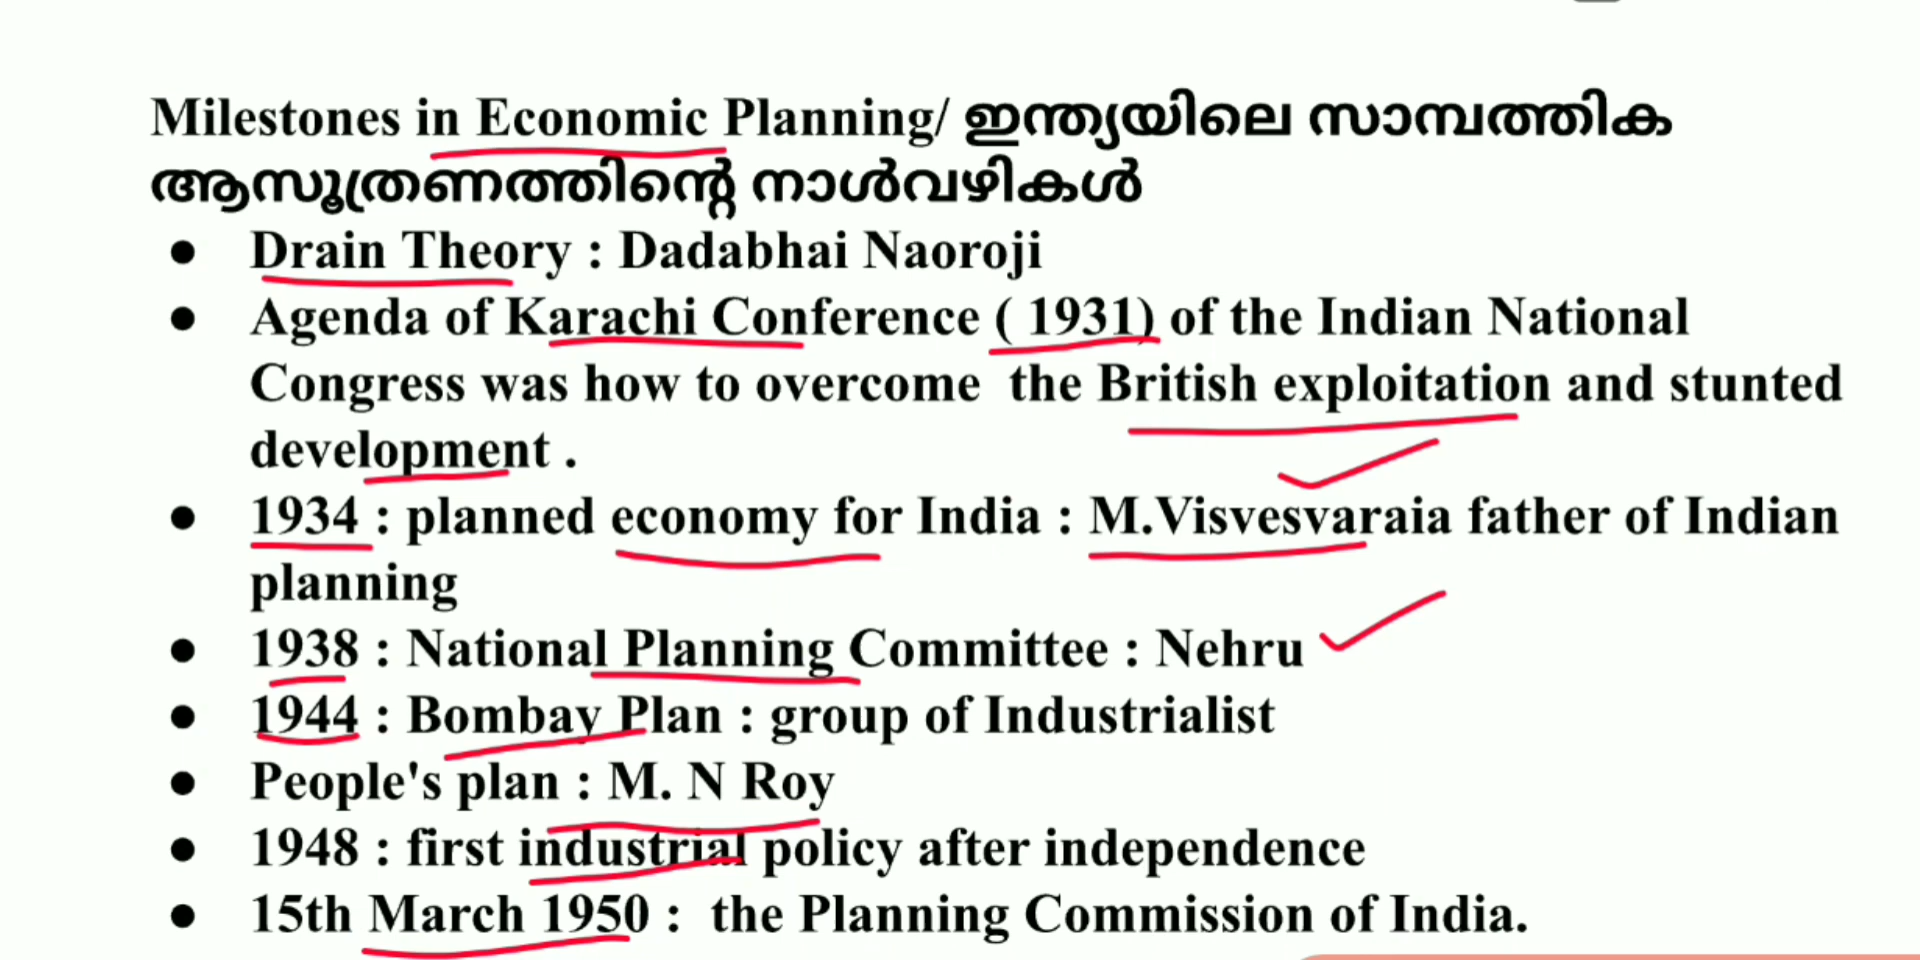 Milestones in Economic Planning/ ഇന്ത്യയിലെ സാമ്പത്തിക
ആസൂത്രണത്തിന്റെ നാൾവഴികൾ
● Drain Theory : Dadabhai Naoroji
● Agenda of Karachi Conference ( 1931) of the Indian National
Congress was how to overcome  the British exploitation and stunted
development .
● 1934 : planned economy for India : M.Visvesvaraia father of Indian
planning
● 1938 : National Planning Committee : Nehru
● 1944 : Bombay Plan : group of Industrialist
● People's plan : M. N Roy
● 1948 : first industrial policy after independence
● 15th March 1950 :  the Planning Commission of India.